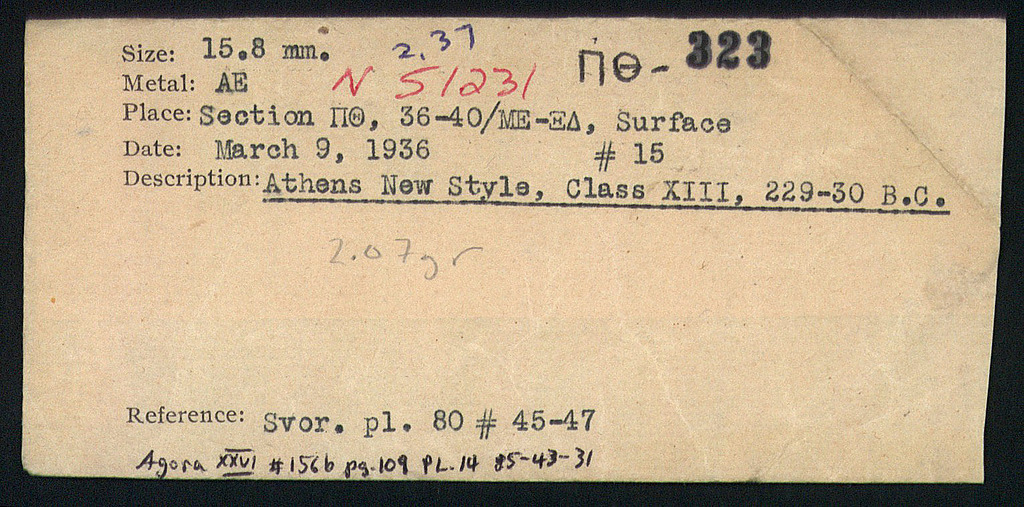 Size: 15.8 mm. 2.37 ΠΘ- 323
Metal: AE N 51231
Place: Section ΠΘ, 36-40/ΜΕ-ΞΔ, Surface
Date: March 9, 1936 # 15
Description: Athens New Style, Class XIII, 229-30 B.C.
2.07gr
Reference: Svor. pl. 80 # 45-47
Agora XXVI #156b pg.109 PL.14 85-43-31